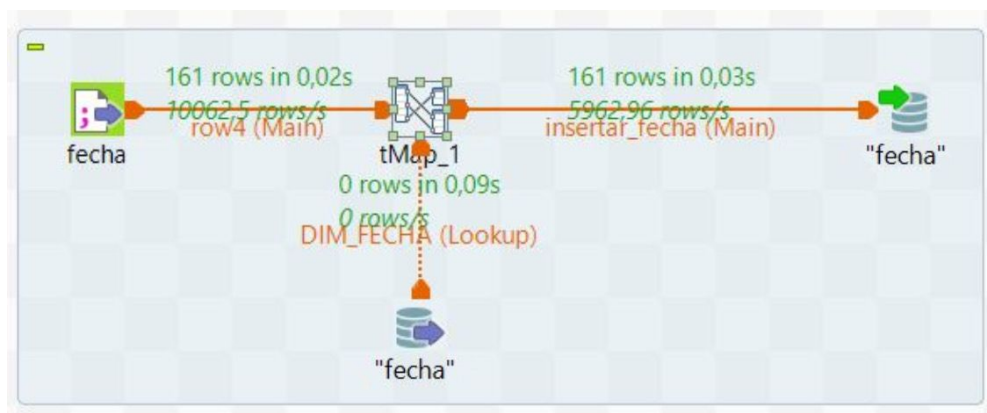 161 rows in 0,02s
10062,5 rows/s
row4 (Main)
161 rows in 0,03s
5962,96 rows/s
insertar_fecha (Main)
fecha
tMap_1
"fecha"
0 rows in 0,09s
0 rows/s
DIM_FECHA (Lookup)
"fecha"